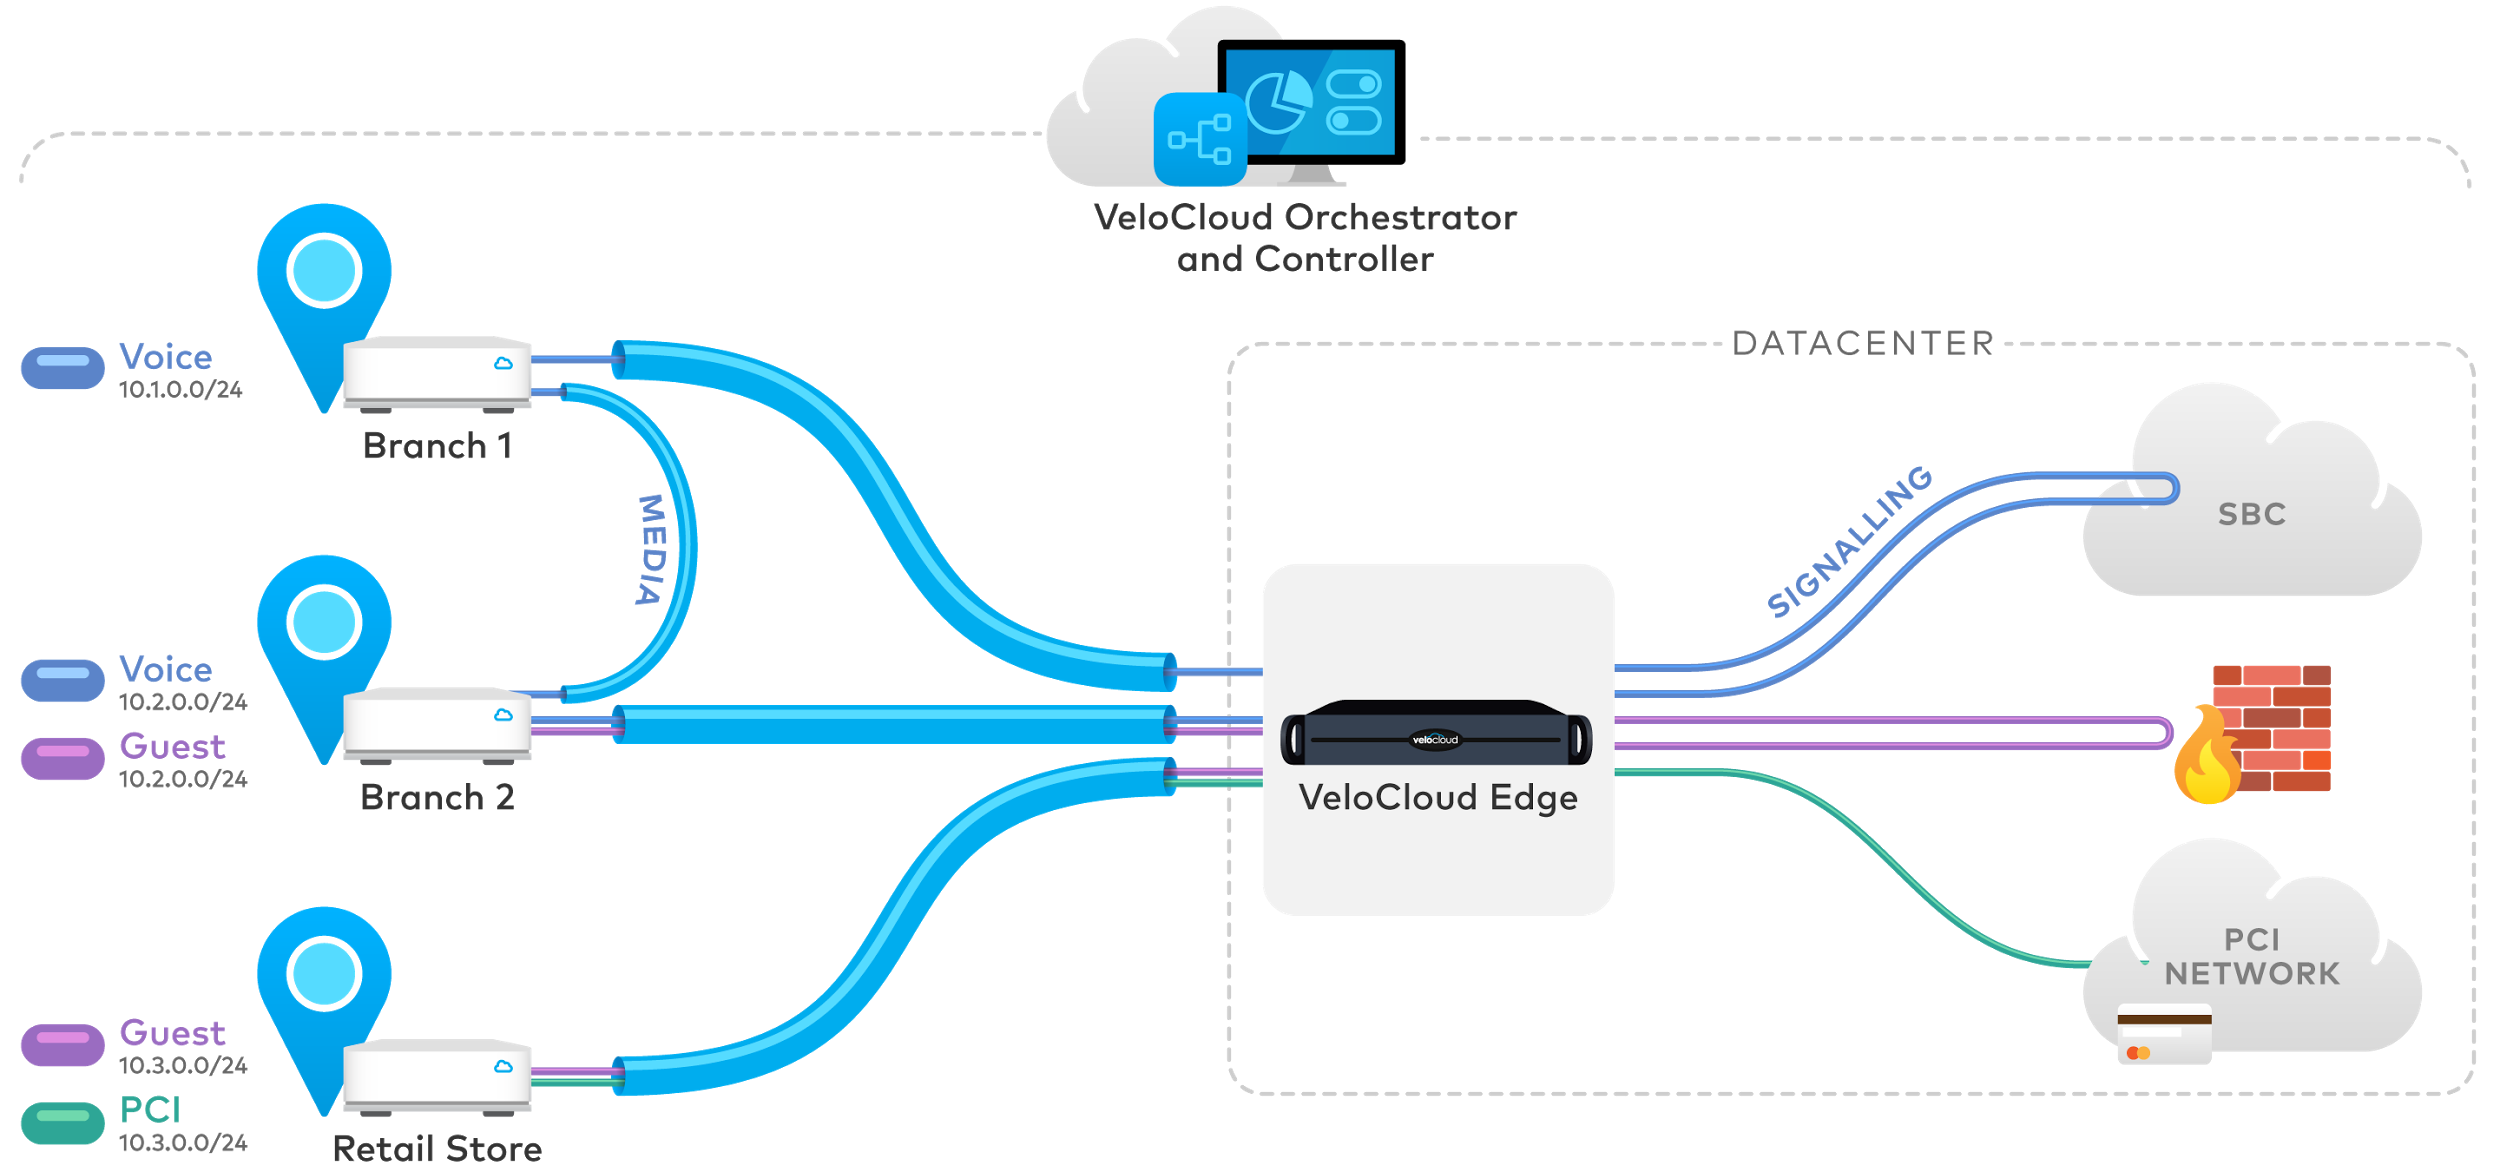 VeloCloud Orchestrator
and Controller
DATACENTER
Voice
10.1.0.0/24
Branch 1
MEDIA
SIGNALLING
SBC
Voice
10.2.0.0/24
Guest
10.2.0.0/24
Branch 2
velocloud
VeloCloud Edge
PCI
NETWORK
Guest
10.3.0.0/24
PCI
10.3.0.0/24
Retail Store